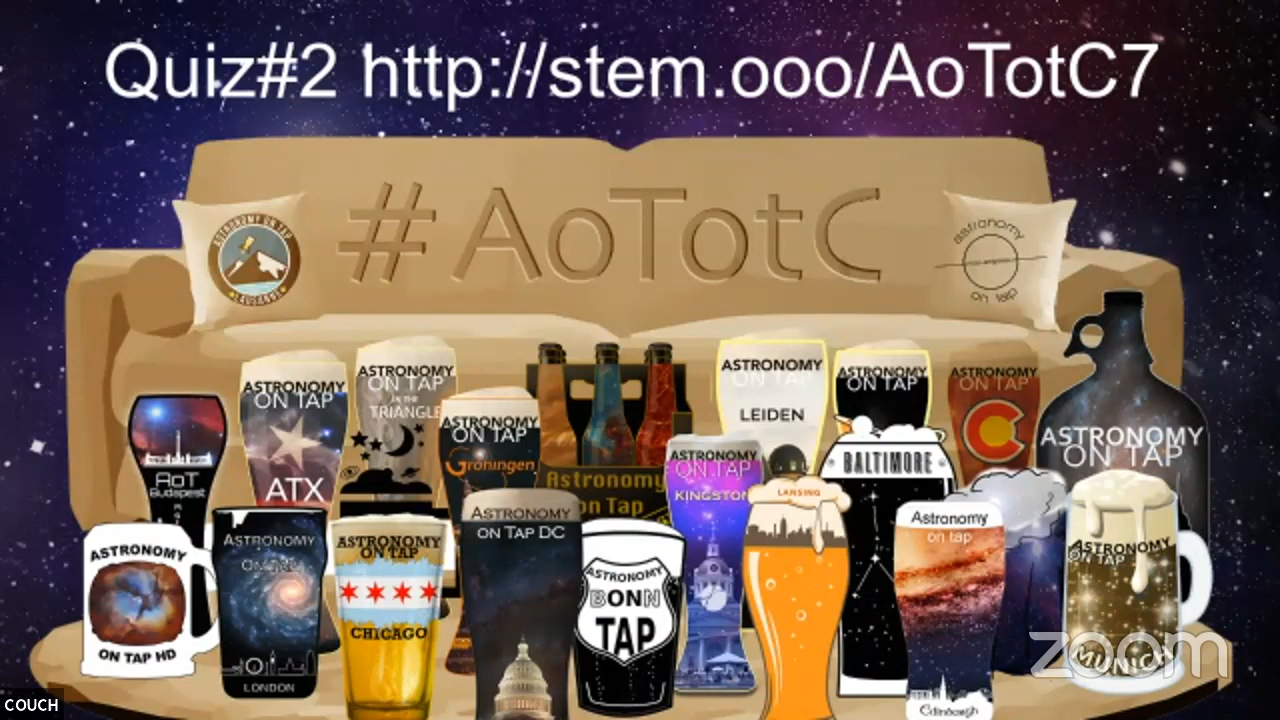 Quiz#2 http://stem.ooo/AoTotC7
#AoTotC
ASTRONOMY ON TAP
LAUSANNE
astronomy
on tap
ASTRONOMY
ON TAP
ATX
ASTRONOMY
ON TAP
IN THE
TRIANGLE
ASTRONOMY
ON TAP
Groningen
Astronomy
on Tap
ASTRONOMY
ON TAP
LEIDEN
ASTRONOMY
ON TAP
ASTRONOMY
ON TAP
ASTRONOMY
ON TAP
AoT
Budapest
ASTRONOMY
ON TAP
KINGSTON
BALTIMORE
LANSING
ASTRONOMY
ON TAP HD
ASTRONOMY
ON TAP
LONDON
ASTRONOMY
ON TAP
CHICAGO
ASTRONOMY
ON TAP DC
ASTRONOMY
BONN
TAP
Astronomy
on tap
Edinburgh
ASTRONOMY
ON TAP
MUNICH
zoom
COUCH